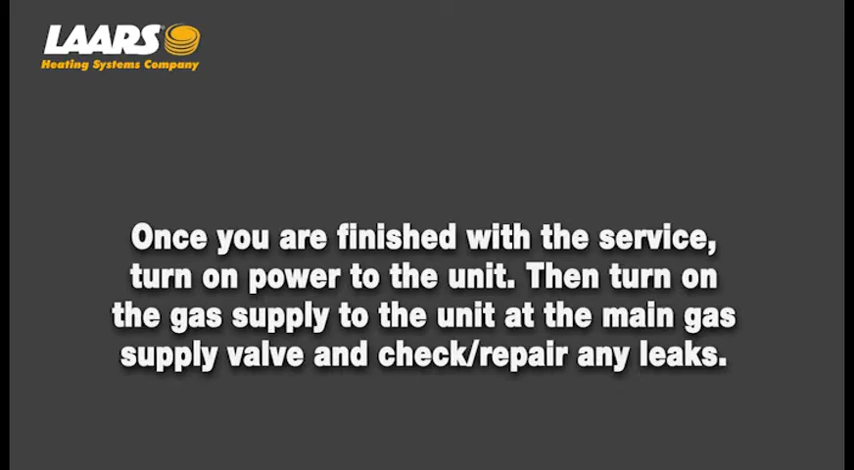 LAARS
Heating Systems Company
Once you are finished with the service,
turn on power to the unit. Then turn on
the gas supply to the unit at the main gas
supply valve and check/repair any leaks.